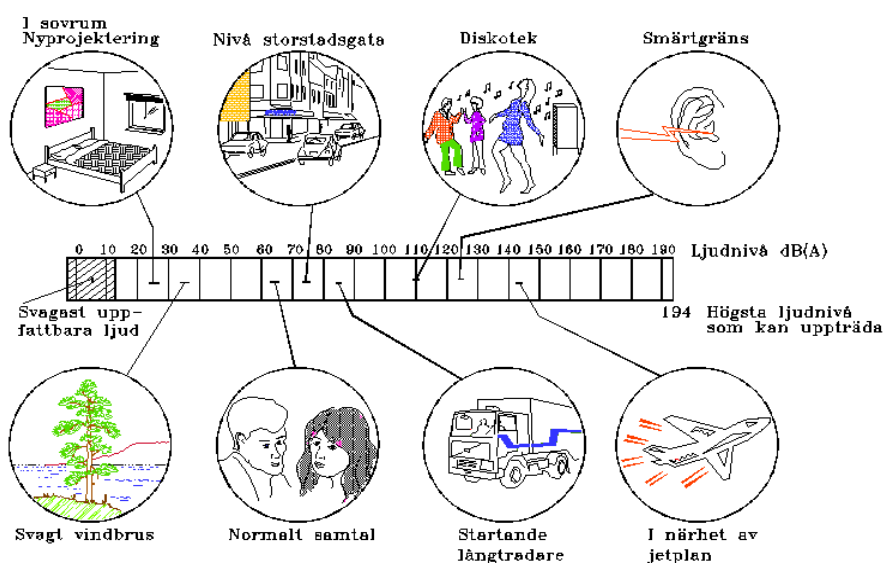 I sovrum
Nyprojektering
Nivå storstadsgata
Diskotek
Smärtgräns
0 10 20 30 40 50 60 70 80 90 100 110 120 130 140 150 160 170 180 190
Ljudnivå dB(A)
Svagast upp-
fattbara ljud
194 Högsta ljudnivå
som kan uppträda
Svagt vindbrus
Normalt samtal
Startande
långtradare
I närhet av
jetplan